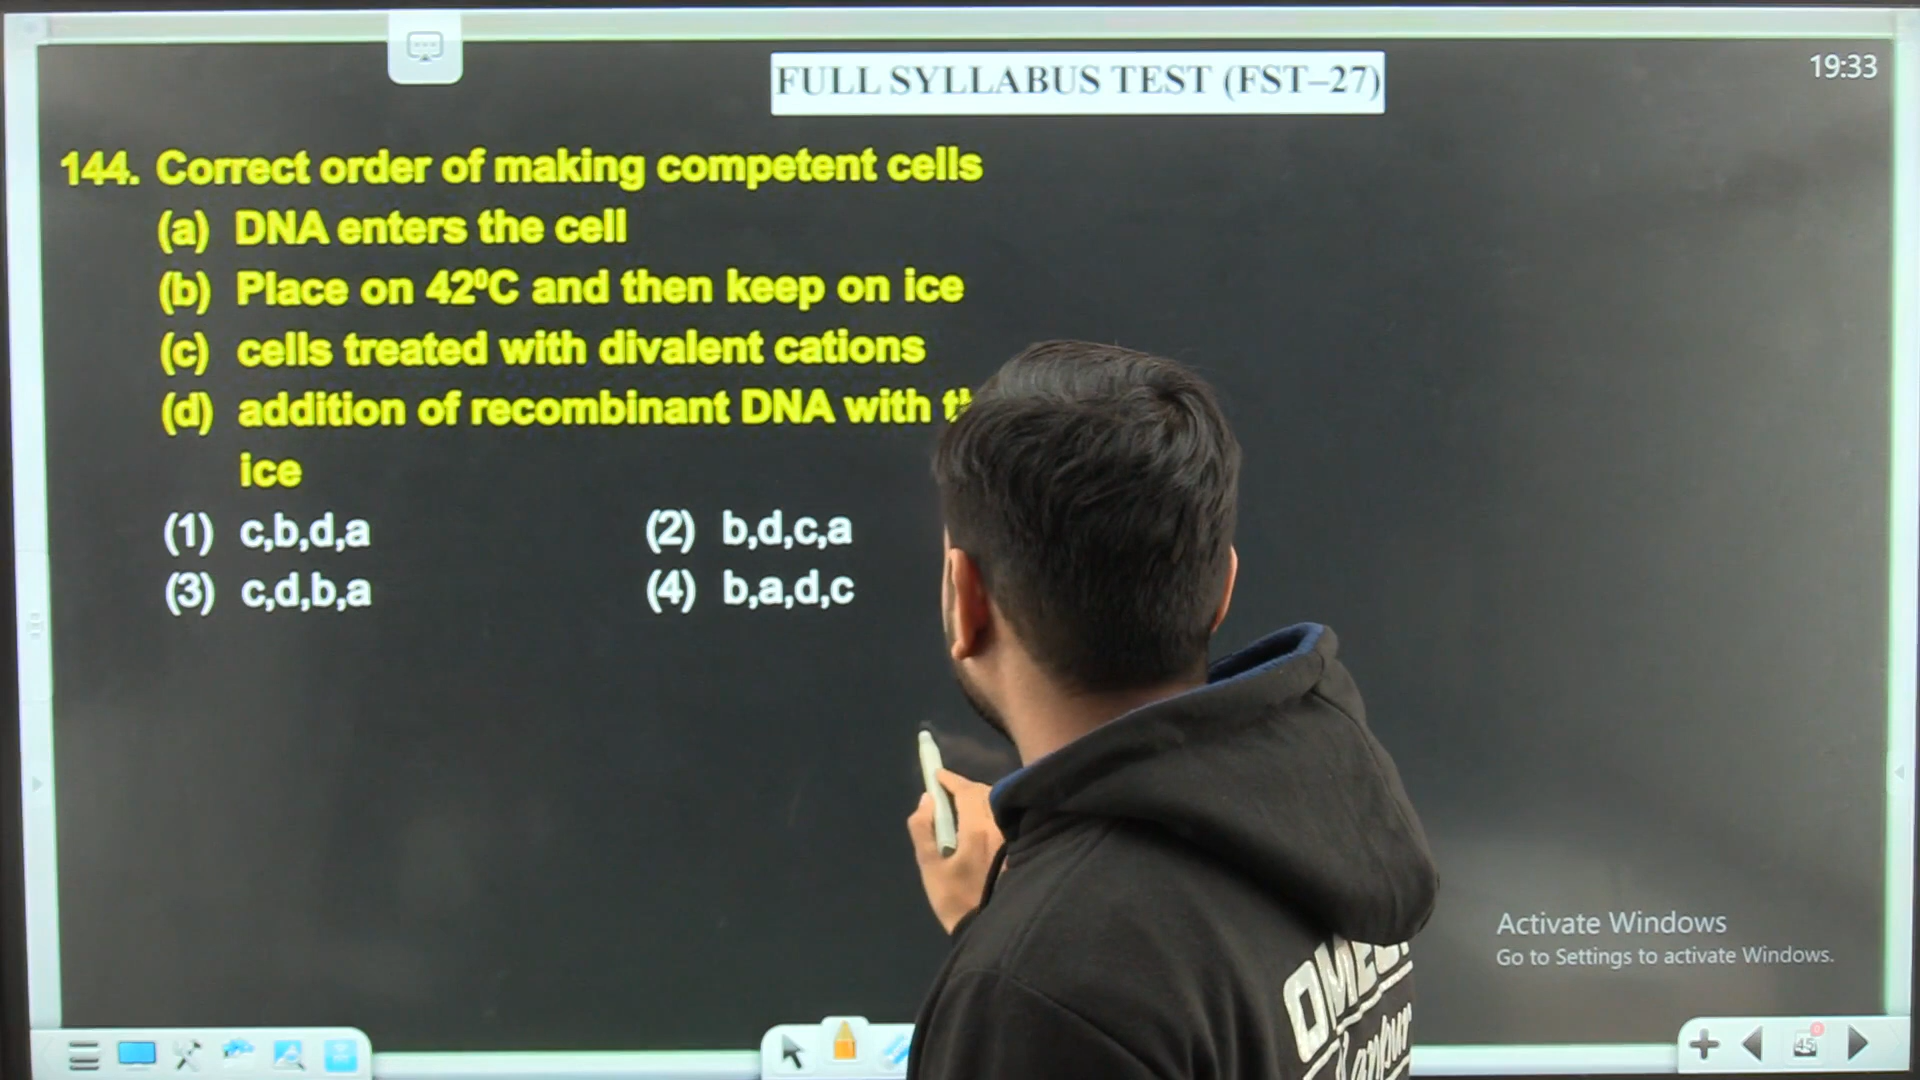 FULL SYLLABUS TEST (FST–27)
19:33
144. Correct order of making competent cells
(a) DNA enters the cell
(b) Place on 42⁰C and then keep on ice
(c) cells treated with divalent cations
(d) addition of recombinant DNA with
ice
(1) c,b,d,a (2) b,d,c,a
(3) c,d,b,a (4) b,a,d,c
Activate Windows
Go to Settings to activate Windows.
45